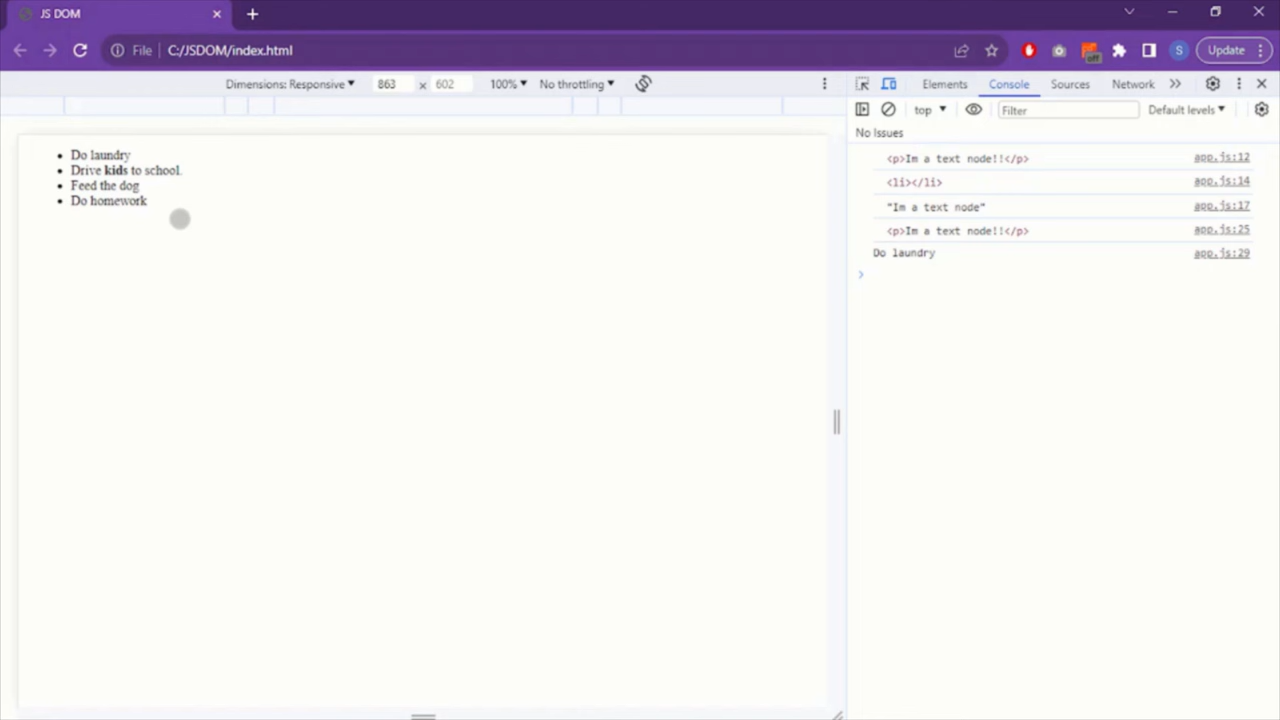 JS DOM
File C:/JSDOM/index.html
S
Update
off
Dimensions: Responsive 863 x 602 100% No throttling
Elements Console Sources Network
top Filter Default levels
No Issues
Do laundry
Drive kids to school.
Feed the dog
Do homework
<p>Im a text node!!</p> app.js:12
<li></li> app.js:14
"Im a text node" app.js:17
<p>Im a text node!!</p> app.js:25
Do laundry app.js:29